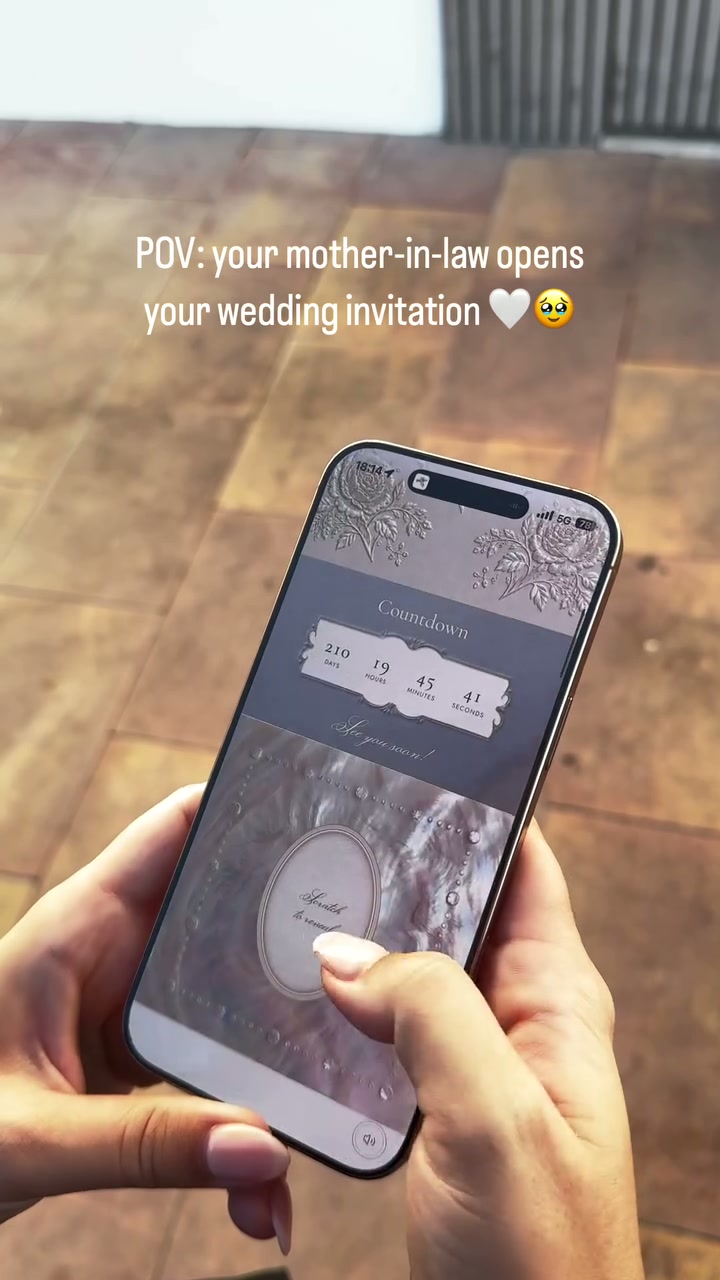 POV: your mother-in-law opens
your wedding invitation 🤍🥹
18:14
5G 78
Countdown
210 19 45 41
DAYS HOURS MINUTES SECONDS
See you soon!
Scratch
to reveal